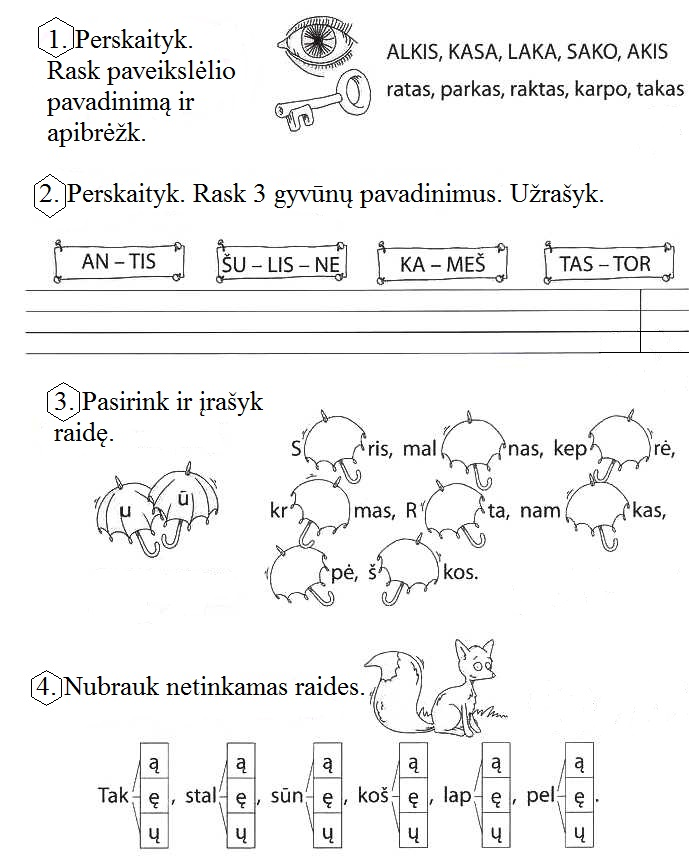 1. Perskaityk.
Rask paveikslėlio
pavadinimą ir
apibrėžk.
ALKIS, KASA, LAKA, SAKO, AKIS
ratas, parkas, raktas, karpo, takas
2. Perskaityk. Rask 3 gyvūnų pavadinimus. Užrašyk.
AN – TIS ŠU – LIS – NE KA – MEŠ TAS – TOR
3. Pasirink ir įrašyk
raidę.
u ū
S ris, mal nas, kep rė,
kr mas, R ta, nam kas,
pė, š kos.
4. Nubrauk netinkamas raides.
ą ą ą ą ą ą
Tak ę , stal ę , sūn ę , koš ę , lap ę , pel ę .
ų ų ų ų ų ų